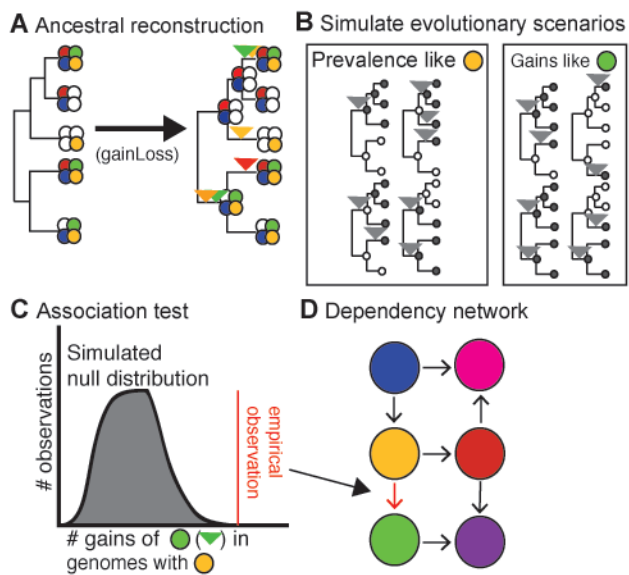 A Ancestral reconstruction
(gainLoss)
B Simulate evolutionary scenarios
Prevalence like
Gains like
C Association test
Simulated
null distribution
# observations
empirical
observation
# gains of ( ) in
genomes with
D Dependency network